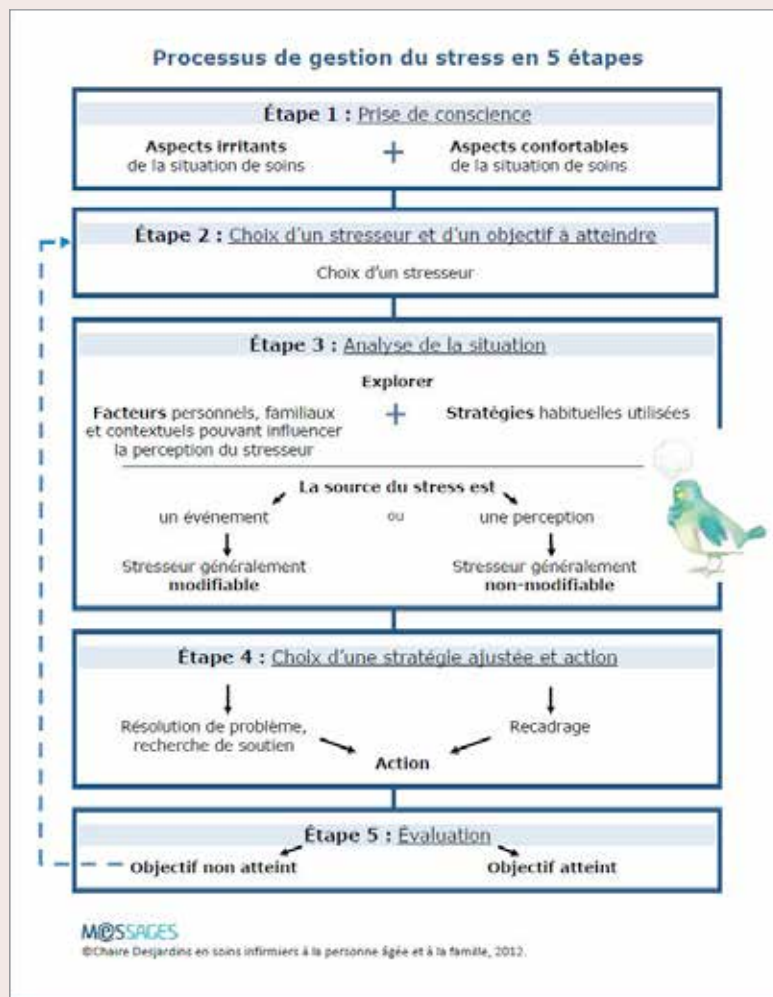 Processus de gestion du stress en 5 étapes
Étape 1 : Prise de conscience
Aspects irritants
de la situation de soins
+
Aspects confortables
de la situation de soins
Étape 2 : Choix d'un stresseur et d'un objectif à atteindre
Choix d'un stresseur
Étape 3 : Analyse de la situation
Explorer
Facteurs personnels, familiaux
et contextuels pouvant influencer
la perception du stresseur
+
Stratégies habituelles utilisées
La source du stress est
un événement
ou
une perception
Stresseur généralement
modifiable
Stresseur généralement
non-modifiable
Étape 4 : Choix d'une stratégie ajustée et action
Résolution de problème,
recherche de soutien
Recadrage
Action
Étape 5 : Évaluation
Objectif non atteint
Objectif atteint
M@SSAGES
©Chaire Desjardins en soins infirmiers à la personne âgée et à la famille, 2012.